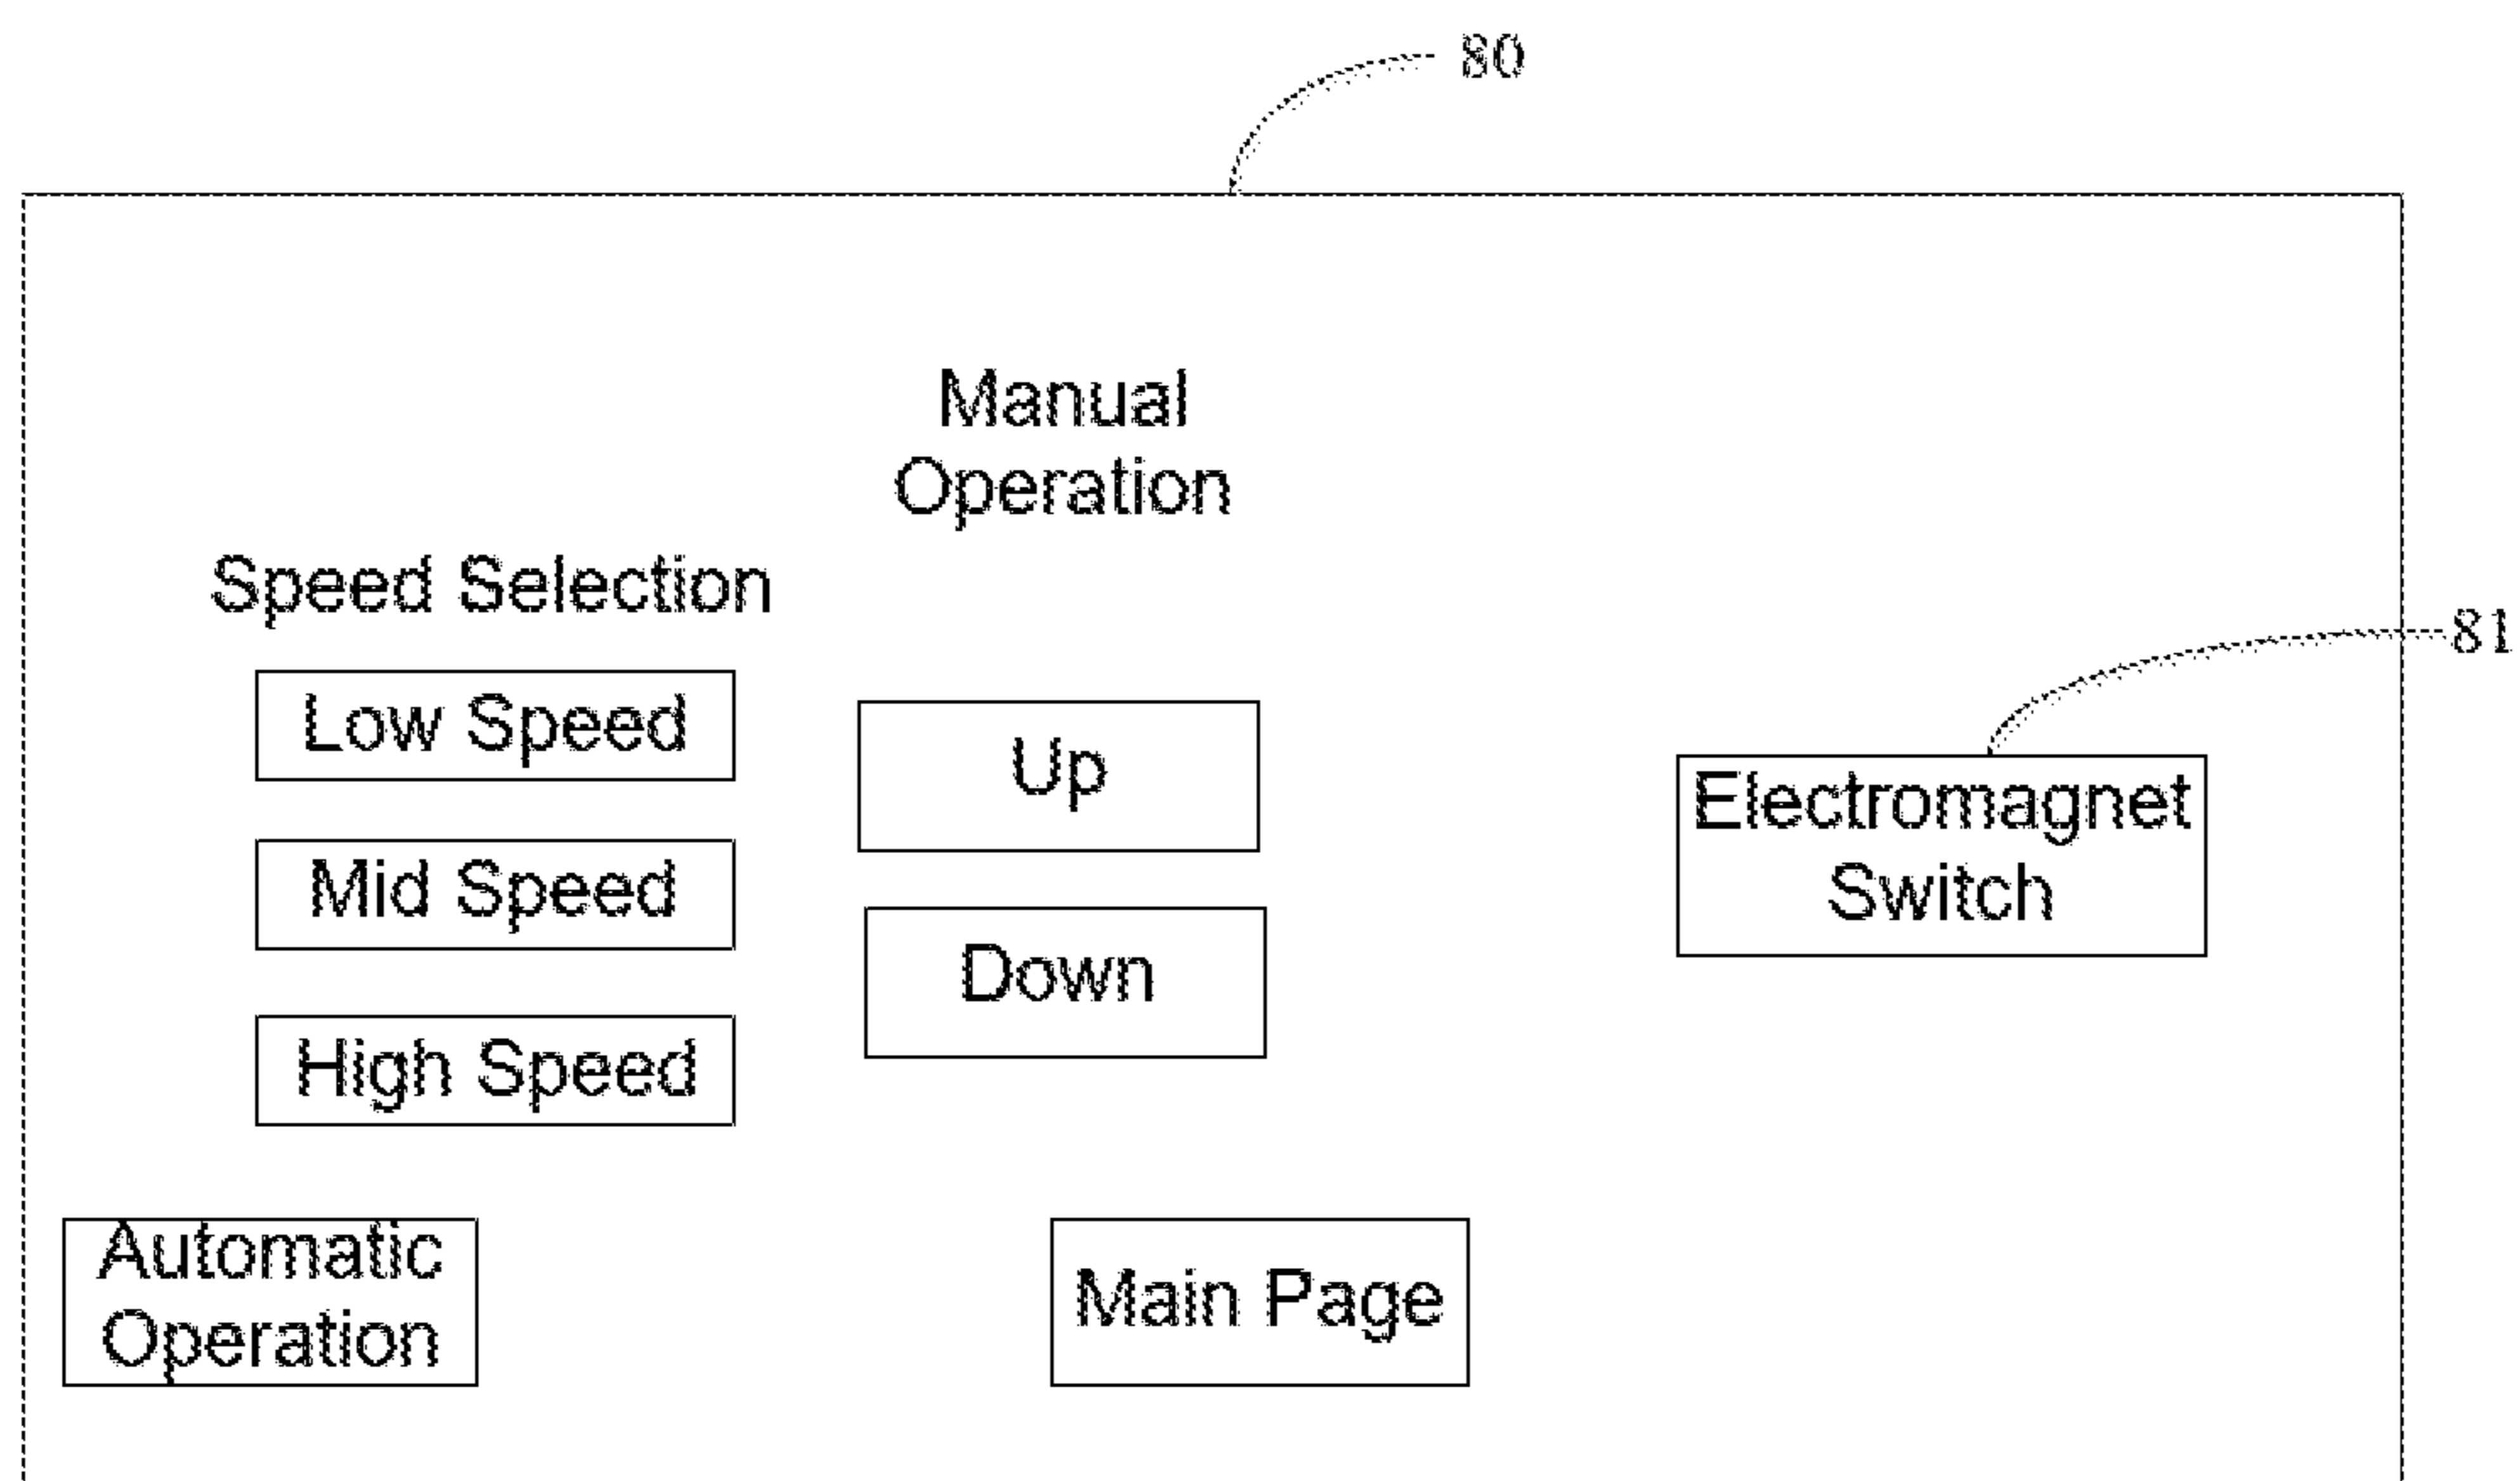 80
Manual
Operation
Speed Selection
81
Low Speed
Up
Electromagnet
Switch
Mid Speed
Down
High Speed
Automatic
Operation
Main Page